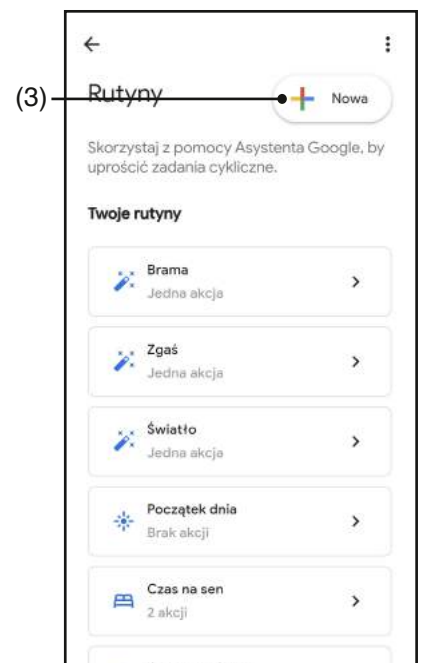 (3)
Rutyny
Nowa
Skorzystaj z pomocy Asystenta Google, by
uprościć zadania cykliczne.
Twoje rutyny
Brama
Jedna akcja
Zgaś
Jedna akcja
Światło
Jedna akcja
Początek dnia
Brak akcji
Czas na sen
2 akcji